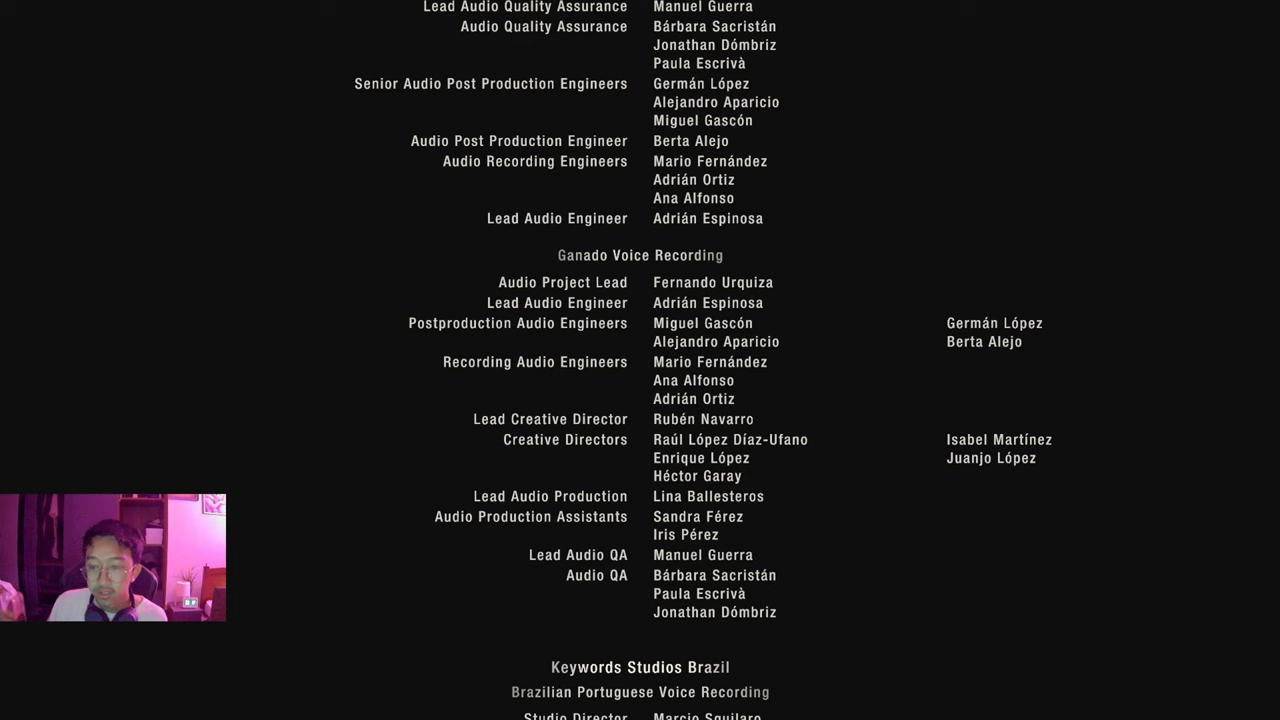 Lead Audio Quality Assurance Manuel Guerra
Audio Quality Assurance Bárbara Sacristán
Jonathan Dómbriz
Paula Escrivà
Senior Audio Post Production Engineers Germán López
Alejandro Aparicio
Miguel Gascón
Audio Post Production Engineer Berta Alejo
Audio Recording Engineers Mario Fernández
Adrián Ortiz
Ana Alfonso
Lead Audio Engineer Adrián Espinosa
Ganado Voice Recording
Audio Project Lead Fernando Urquiza
Lead Audio Engineer Adrián Espinosa
Postproduction Audio Engineers Miguel Gascón Germán López
Alejandro Aparicio Berta Alejo
Recording Audio Engineers Mario Fernández
Ana Alfonso
Adrián Ortiz
Lead Creative Director Rubén Navarro
Creative Directors Raúl López Díaz-Ufano Isabel Martínez
Enrique López Juanjo López
Héctor Garay
Lead Audio Production Lina Ballesteros
Audio Production Assistants Sandra Férez
Iris Pérez
Lead Audio QA Manuel Guerra
Audio QA Bárbara Sacristán
Paula Escrivà
Jonathan Dómbriz
Keywords Studios Brazil
Brazilian Portuguese Voice Recording
Studio Director Marcio Squilaro